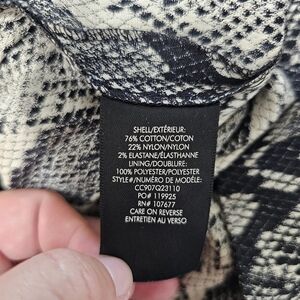 SHELL/EXTÉRIEUR:
76% COTTON/COTON
22% NYLON/NYLON
2% ELASTANE/ÉLASTHANNE
LINING/DOUBLURE:
100% POLYESTER/POLYESTER
STYLE#/NUMÉRO DE MODÈLE:
CC907Q23110
PO# 119925
RN# 107677
CARE ON REVERSE
ENTRETIEN AU VERSO